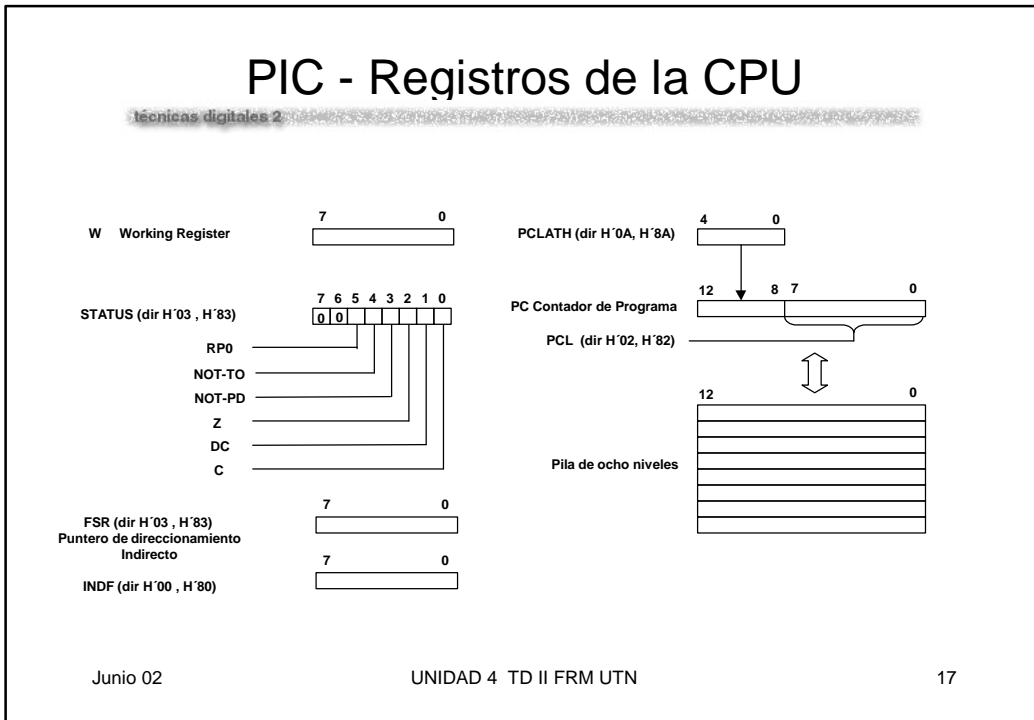 PIC - Registros de la CPU
técnicas digitales 2
W Working Register
7 0
STATUS (dir H´03 , H´83)
7 6 5 4 3 2 1 0
0 0
RP0
NOT-TO
NOT-PD
Z
DC
C
FSR (dir H´03 , H´83)
Puntero de direccionamiento
Indirecto
7 0
INDF (dir H´00 , H´80)
7 0
PCLATH (dir H´0A, H´8A)
4 0
PC Contador de Programa
12 8 7 0
PCL (dir H´02, H´82)
12 0
Pila de ocho niveles
Junio 02
UNIDAD 4 TD II FRM UTN
17